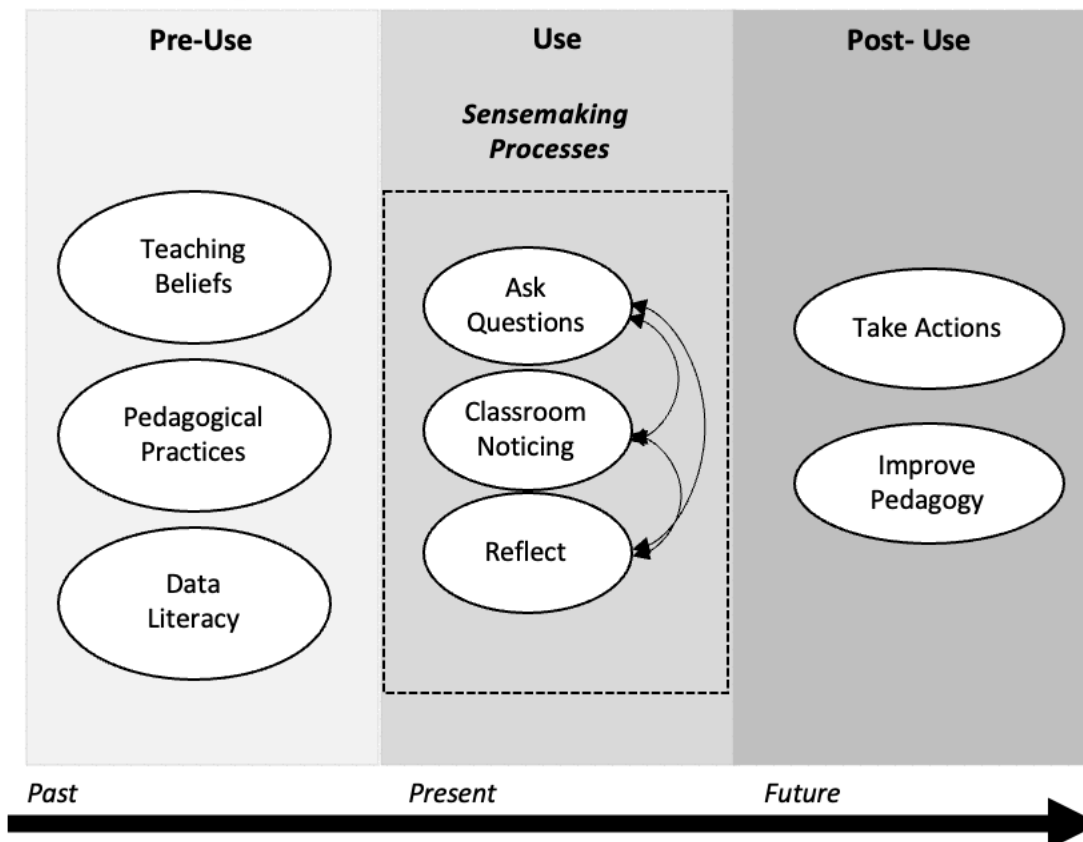 Pre-Use
Use
Post- Use
Sensemaking
Processes
Teaching
Beliefs
Pedagogical
Practices
Data
Literacy
Ask
Questions
Classroom
Noticing
Reflect
Take Actions
Improve
Pedagogy
Past
Present
Future